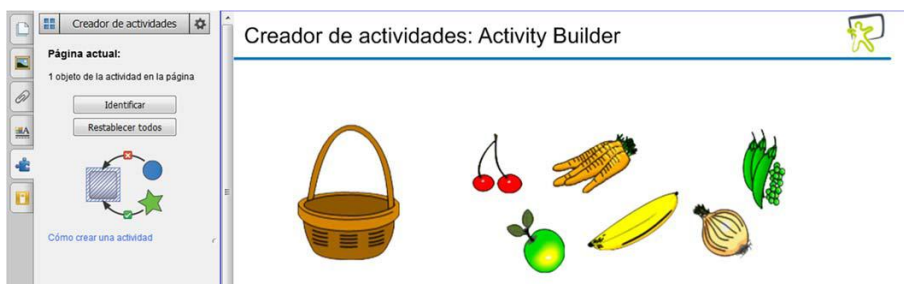 Creador de actividades
Página actual:
1 objeto de la actividad en la página
Identificar
Restablecer todos
Cómo crear una actividad
Creador de actividades: Activity Builder